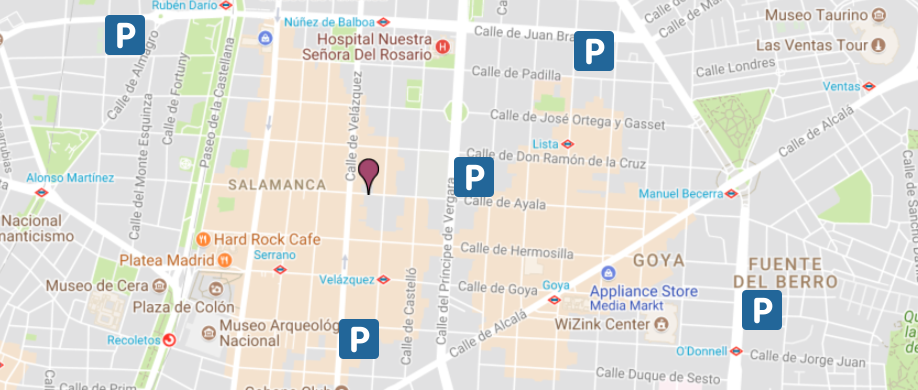 Rubén Darío
P
Calle de Almagro
Calle de Fortuny
Paseo de la Castellana
Calle del Monte Esquinza
Alonso Martínez
Nacional
manticismo
Núñez de Balboa
Hospital Nuestra
Señora Del Rosario
Calle de Velázquez
SALAMANCA
Hard Rock Cafe
Platea Madrid
Serrano
Museo de Cera
Plaza de Colón
Museo Arqueológ
Nacional
Recoletos
Calle de Prim
Velázquez
P
Calle de Castelló
Calle del Príncipe de Vergara
P
Calle de Juan Bra
P
Calle de Padilla
Calle de José Ortega y Gasset
Lista
Calle de Don Ramón de la Cruz
Calle de Ayala
Calle de Hermosilla
Calle de Goya
Goya
GOYA
Appliance Store
Media Markt
WiZink Center
Calle de Alcalá
Museo Taurino
Las Ventas Tour
Calle Londres
Ventas
Calle de Alcalá
Manuel Becerra
FUENTE
DEL BERRO
P
O'Donnell
Calle de Jorge Juan
Calle Duque de Sesto